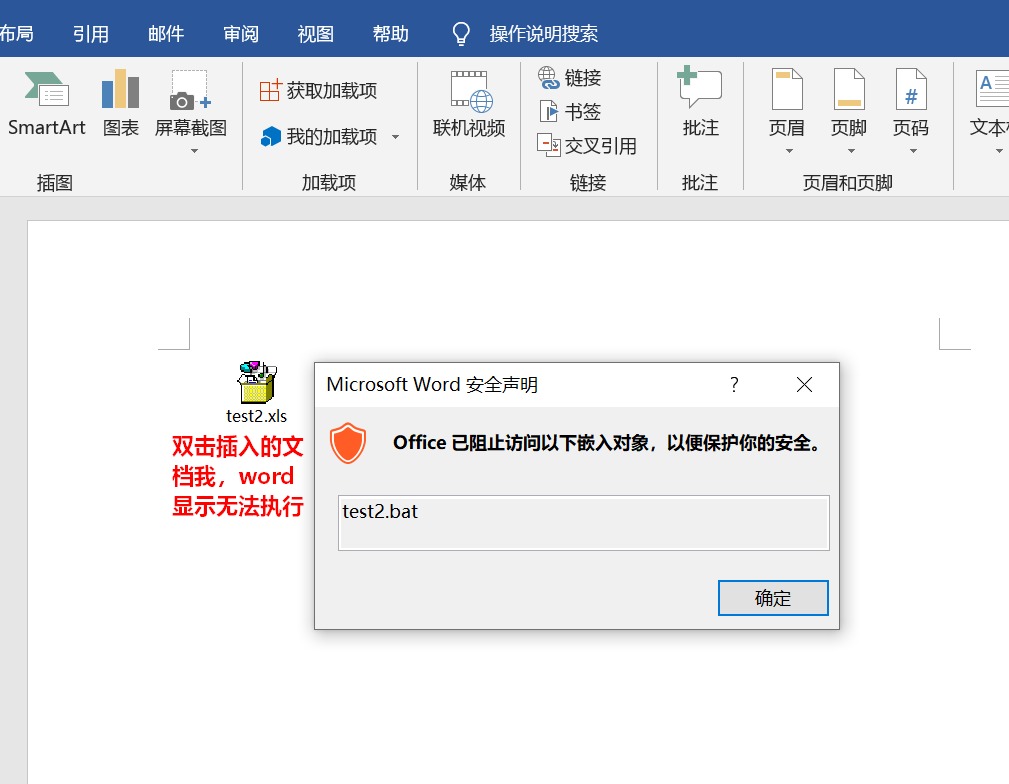 布局 引用 邮件 审阅 视图 帮助 操作说明搜索
获取加载项 链接
SmartArt 图表 屏幕截图 我的加载项 联机视频 书签 批注 页眉 页脚 页码 文本
交叉引用
插图 加载项 媒体 链接 批注 页眉和页脚
Microsoft Word 安全声明
test2.xls
双击插入的文
档我，word
显示无法执行
Office 已阻止访问以下嵌入对象，以便保护你的安全。
test2.bat
确定